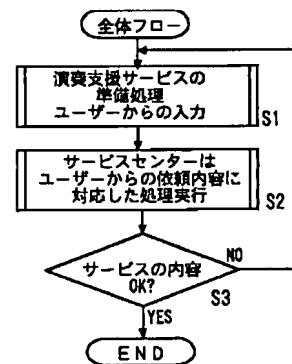 全体フロー
演奏支援サービスの
準備処理
ユーザーからの入力
S1
サービスセンターは
ユーザーからの依頼内容に
対応した処理実行
S2
サービスの内容
OK?
NO
S3
YES
END